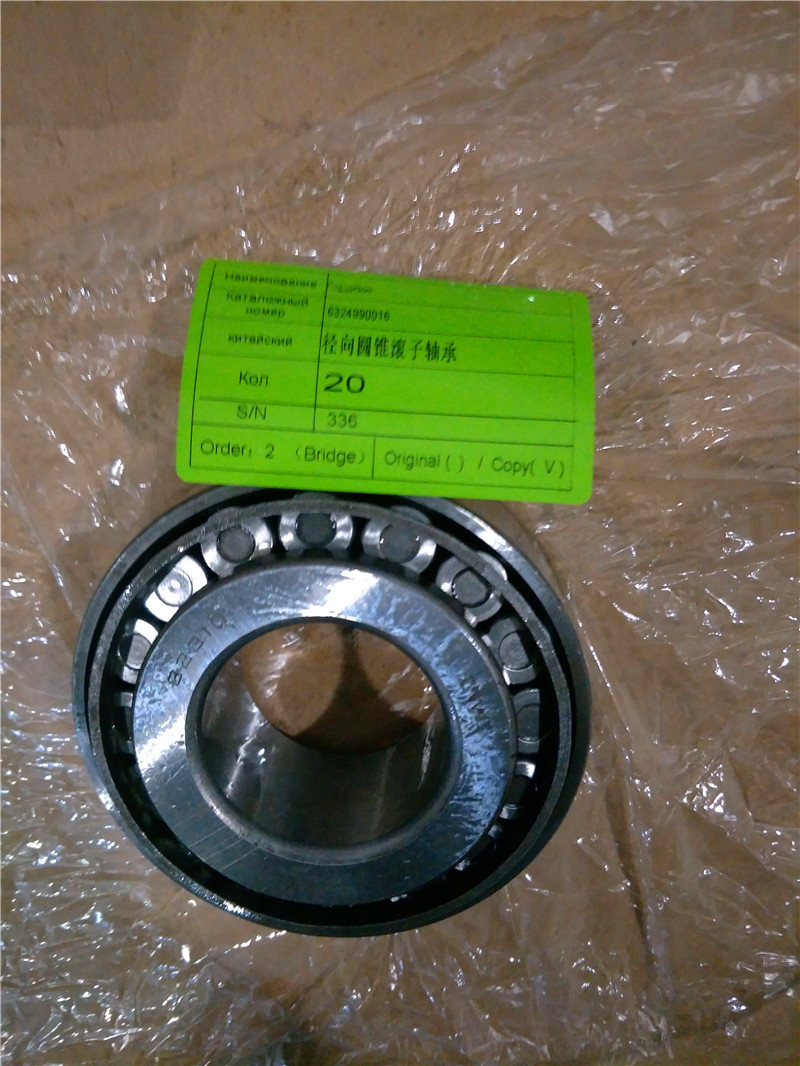 Наименование
Каталожный
номер
6324990016
китайский
径向圆锥滚子轴承
Кол
20
S/N
336
Order: 2 （Bridge）
Original ( ) / Copy( V )